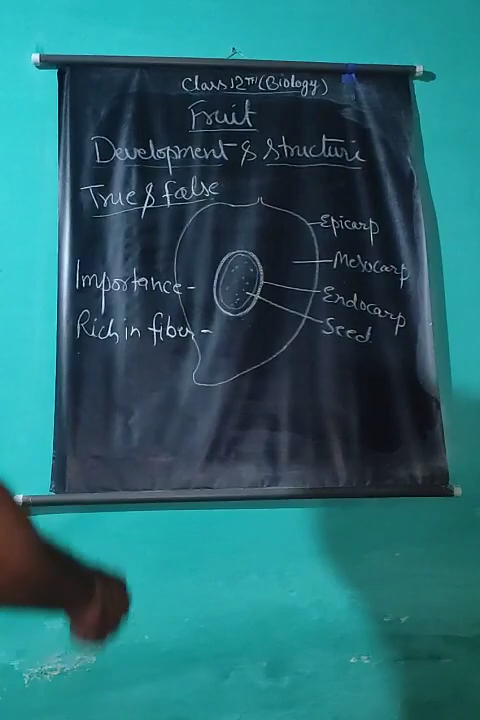 Class 12TH (Biology)
Fruit
Development & Structure
True & false
Epicarp
Mesocarp
Importance -
Endocarp
Rich in fiber -
Seed